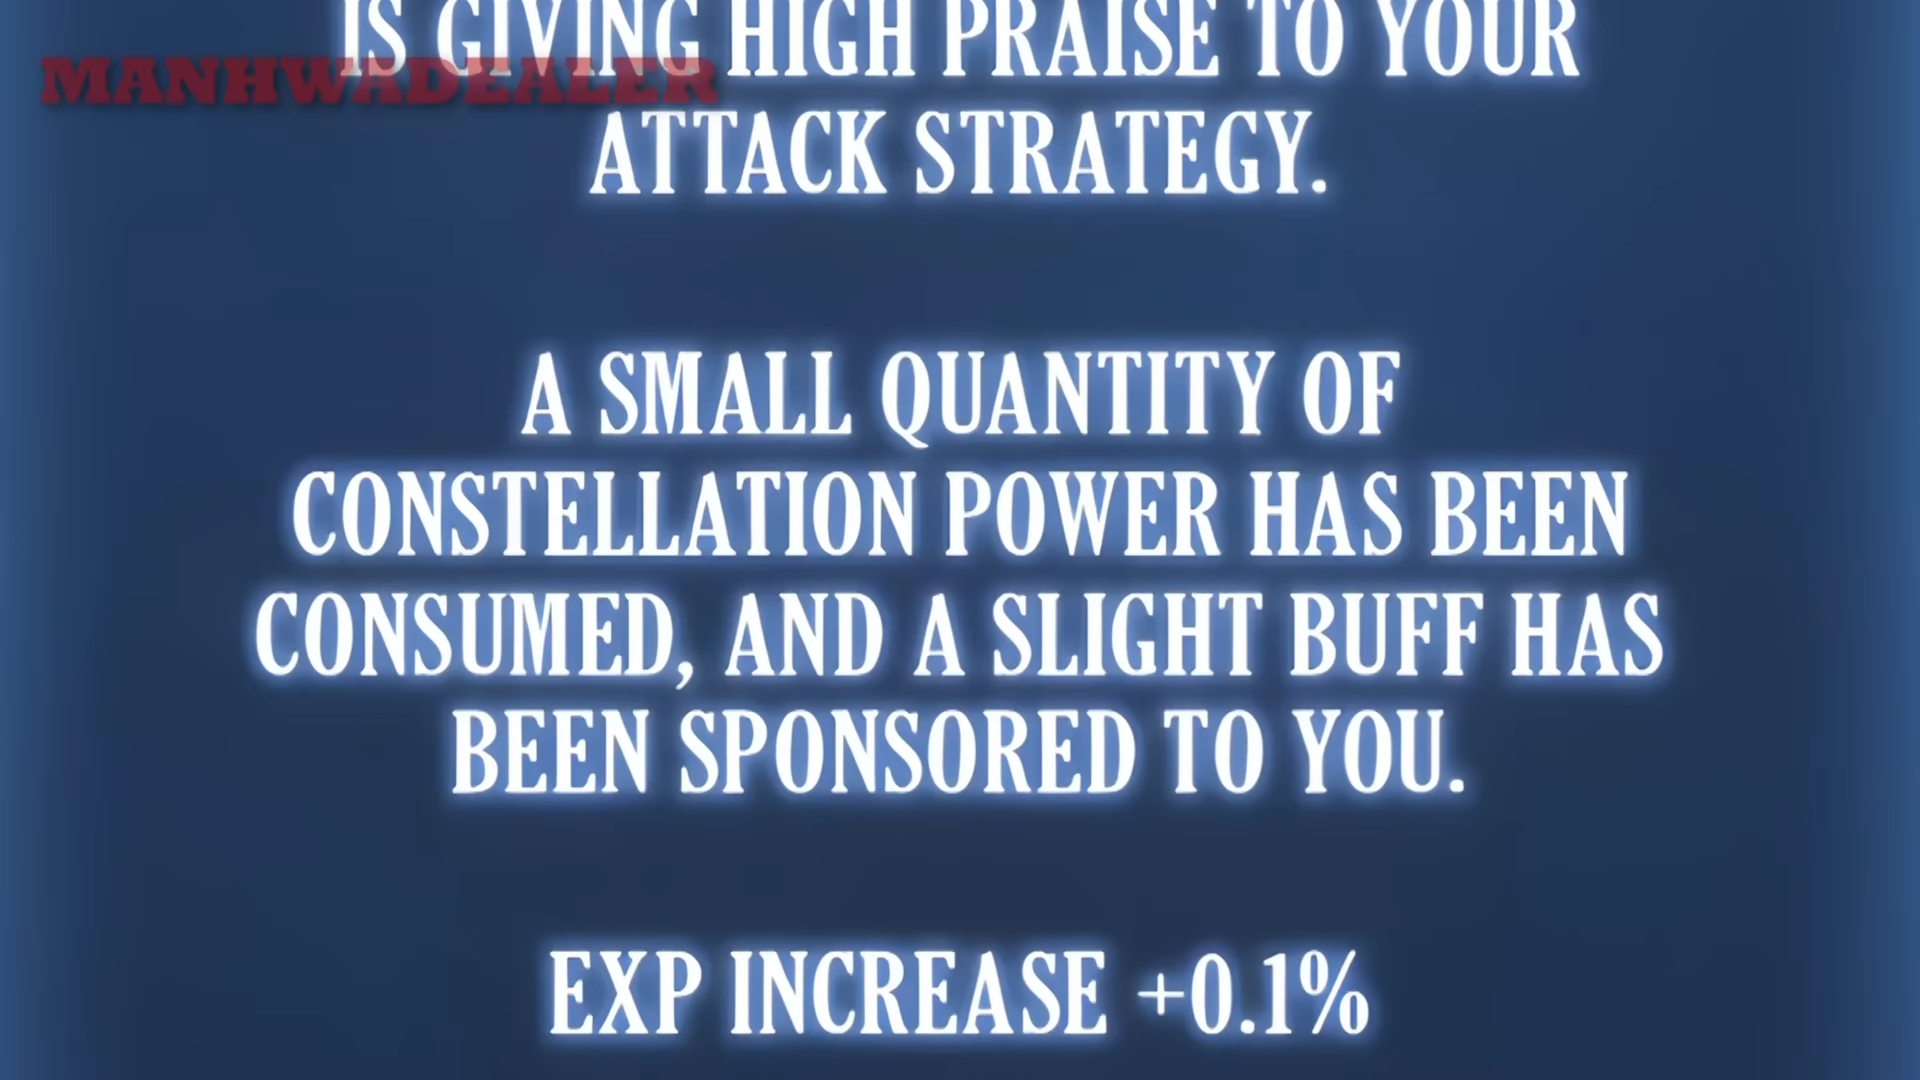 IS GIVING HIGH PRAISE TO YOUR
MANHWADEALER
ATTACK STRATEGY.
A SMALL QUANTITY OF
CONSTELLATION POWER HAS BEEN
CONSUMED, AND A SLIGHT BUFF HAS
BEEN SPONSORED TO YOU.
EXP INCREASE +0.1%